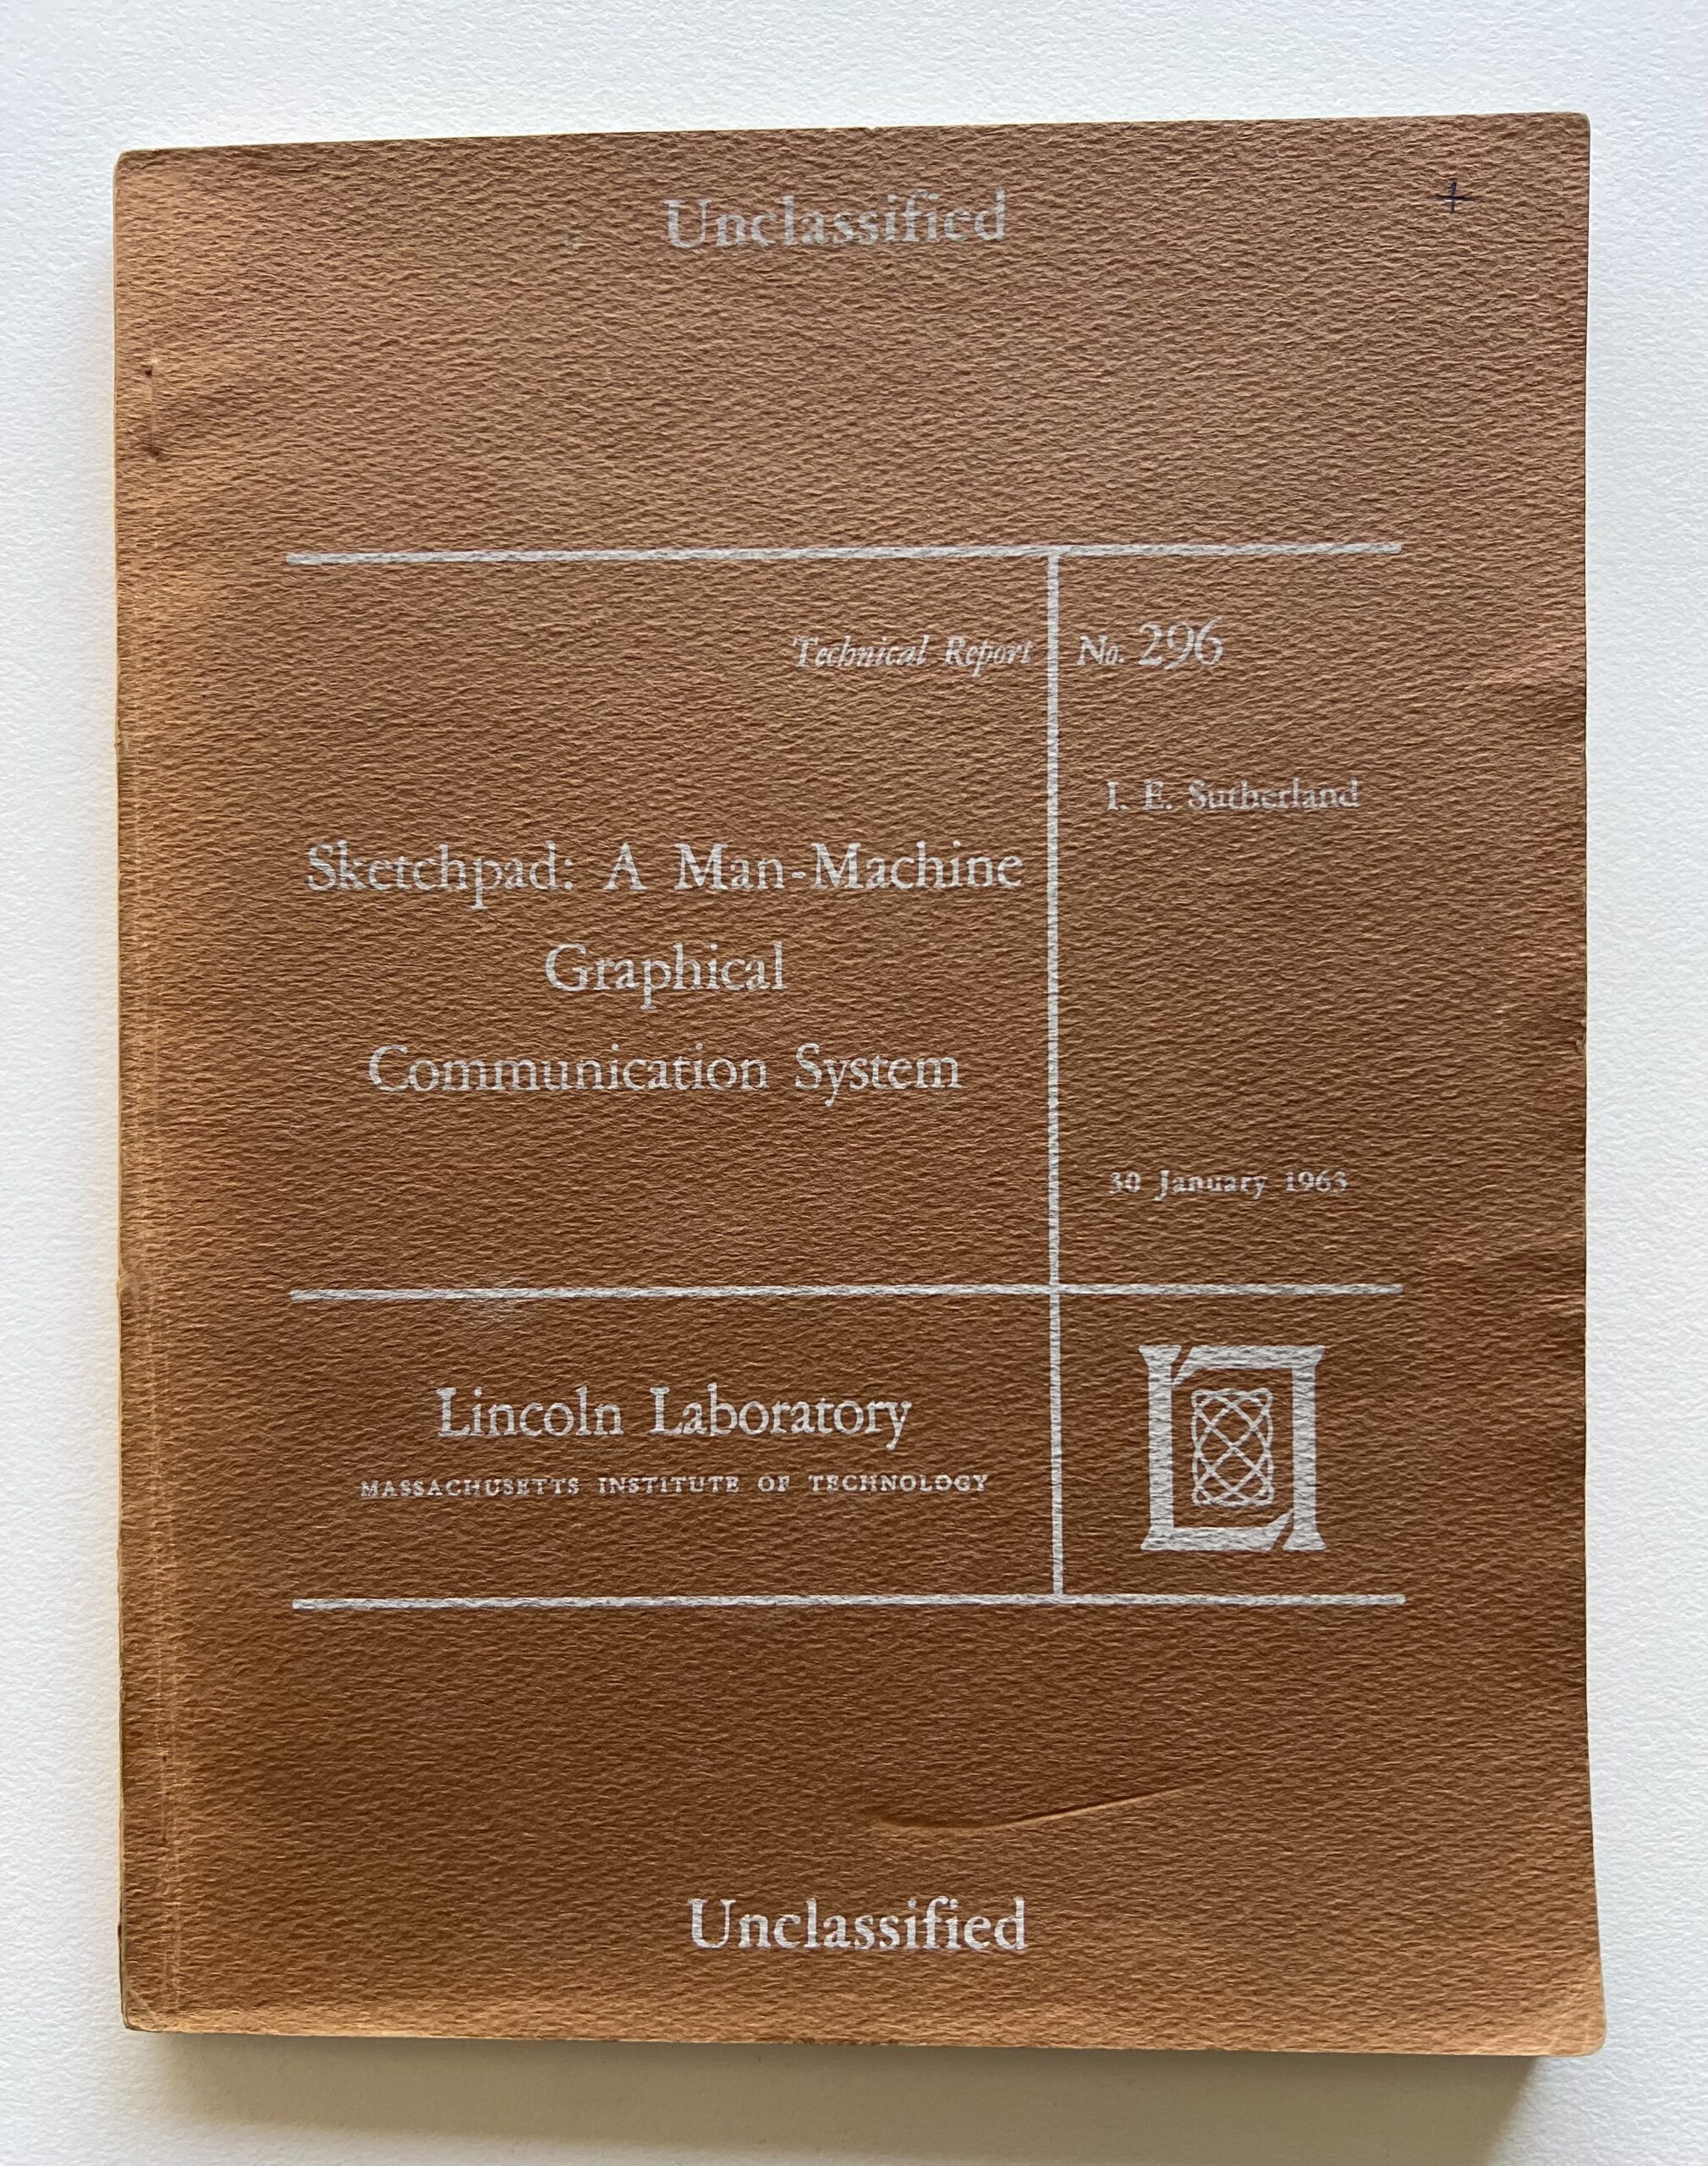 Unclassified
Technical Report No. 296
I. E. Sutherland
Sketchpad: A Man-Machine
Graphical
Communication System
30 January 1963
Lincoln Laboratory
MASSACHUSETTS INSTITUTE OF TECHNOLOGY
Unclassified